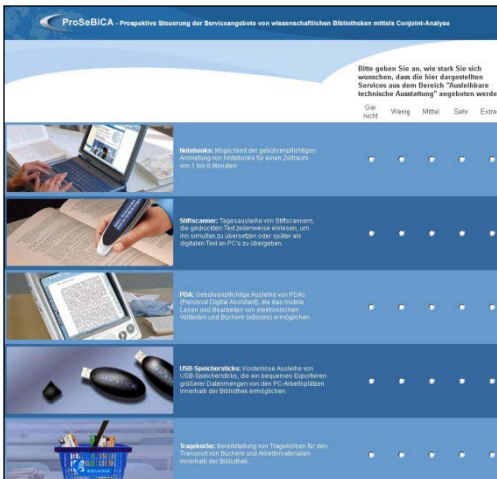 ProSeBiCA - Prospektive Steuerung der Serviceangebote von wissenschaftlichen Bibliotheken mittels Conjoint-Analyse
Bitte geben Sie an, wie stark Sie sich
wünschen, dass die hier dargestellten
Services aus dem Bereich "Ausleihbare
technische Ausstattung" angeboten werde
Gar
nicht
Wenig
Mittel
Sehr
Extre
Notebooks: Möglichkeit der gebührenpflichtigen
Anmietung von Notebooks für einen Zeitraum
von 1 bis 6 Monaten.
Stiftscanner: Tagesausleihe von Stiftscannern,
die gedruckten Text zeilenweise einlesen, um
ihn simultan zu übersetzen oder später als
digitalen Text an PC's zu übergeben.
PDA: Gebührenpflichtige Ausleihe von PDAs
(Personal Digital Assistant), die das mobile
Lesen und Bearbeiten von elektronischen
Volltexten und Büchern (eBooks) ermöglichen.
USB-Speichersticks: Kostenlose Ausleihe von
USB-Speichersticks, die ein bequemes Exportieren
größerer Datenmengen von den PC-Arbeitsplätzen
innerhalb der Bibliothek ermöglichen.
Tragekörbe: Bereitstellung von Tragekörben für den
Transport von Büchern und Arbeitsmaterialien
innerhalb der Bibliothek.